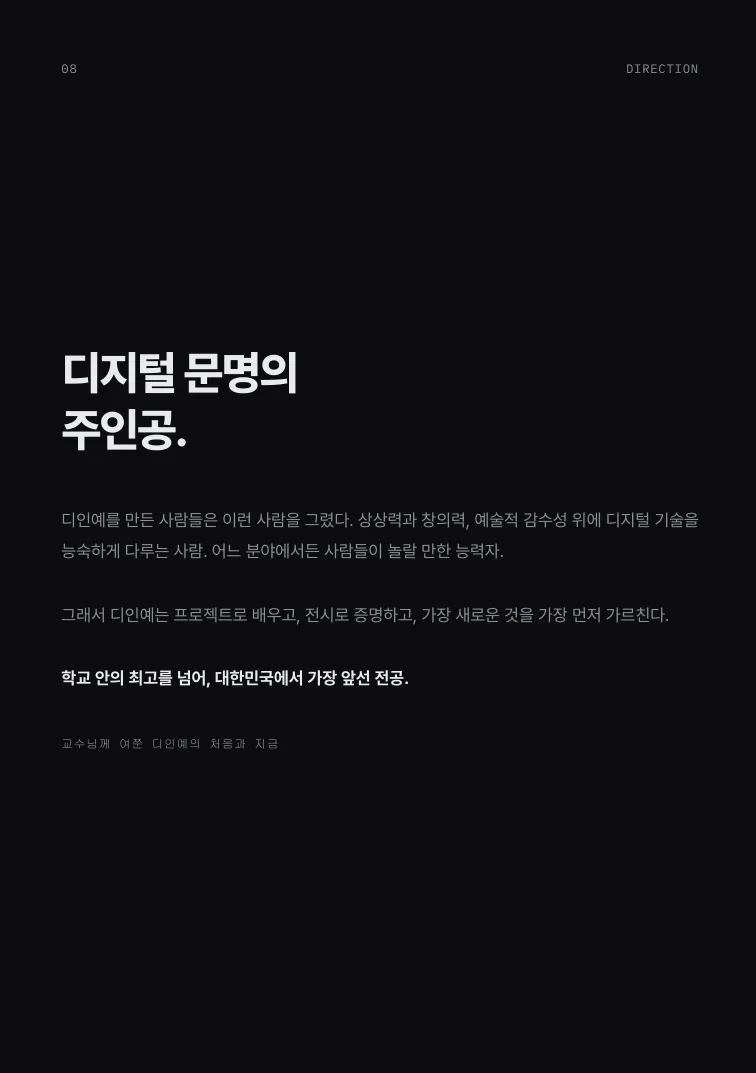 08
DIRECTION
디지털 문명의
주인공.
디인예를 만든 사람들은 이런 사람을 그렸다. 상상력과 창의력, 예술적 감수성 위에 디지털 기술을
능숙하게 다루는 사람. 어느 분야에서든 사람들이 놀랄 만한 능력자.
그래서 디인예는 프로젝트로 배우고, 전시로 증명하고, 가장 새로운 것을 가장 먼저 가르친다.
학교 안의 최고를 넘어, 대한민국에서 가장 앞선 전공.
교수님께 여쭌 디인예의 처음과 지금